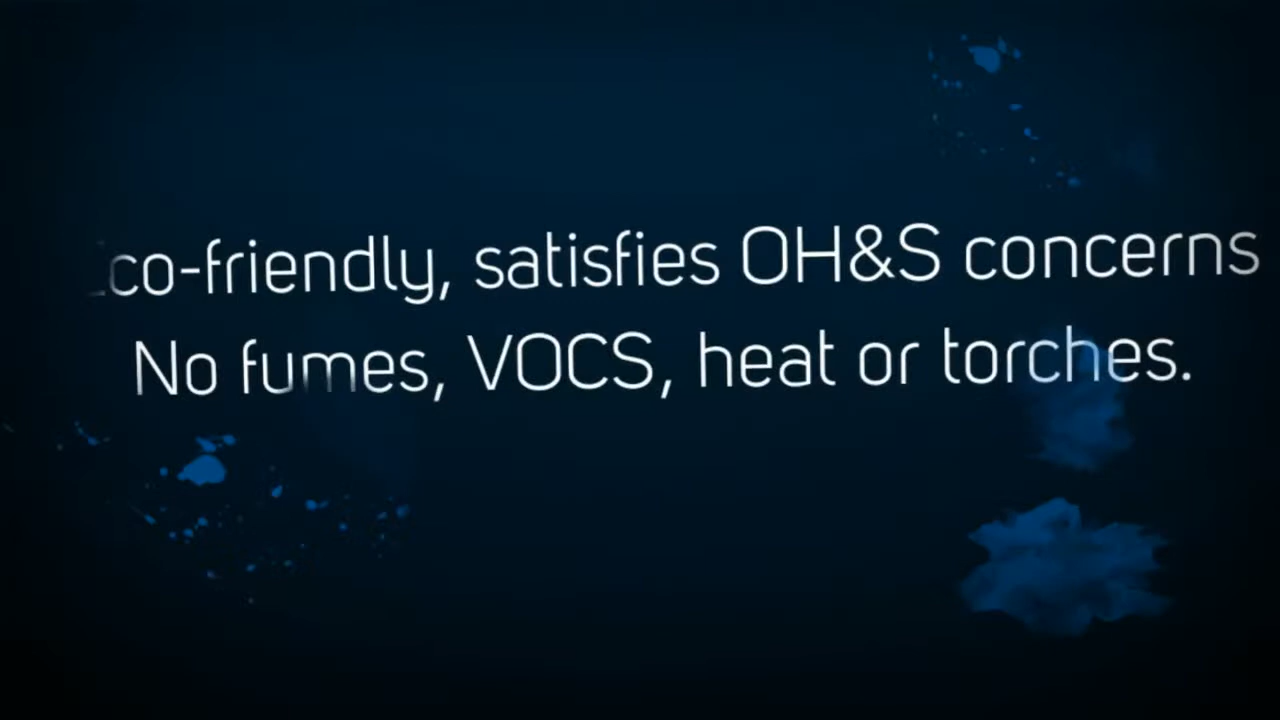 Eco-friendly, satisfies OH&S concerns
No fumes, VOCS, heat or torches.